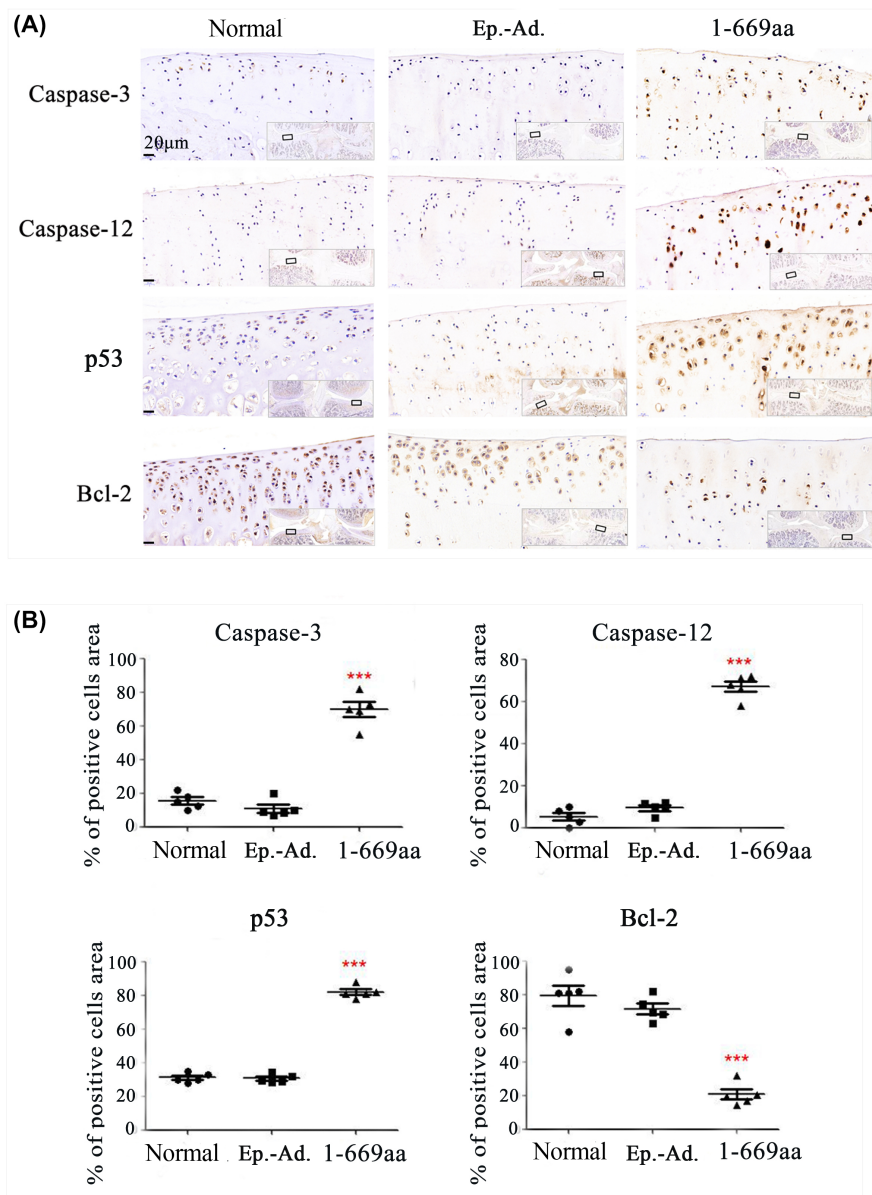 (A)
Normal Ep.-Ad. 1-669aa
Caspase-3
20μm
Caspase-12
p53
Bcl-2
(B)
Caspase-3
% of positive cells area
100
80
60
40
20
0
***
Normal Ep.-Ad. 1-669aa
Caspase-12
% of positive cells area
80
60
40
20
0
***
Normal Ep.-Ad. 1-669aa
p53
% of positive cells area
100
80
60
40
20
0
***
Normal Ep.-Ad. 1-669aa
Bcl-2
% of positive cells area
100
80
60
40
20
0
***
Normal Ep.-Ad. 1-669aa